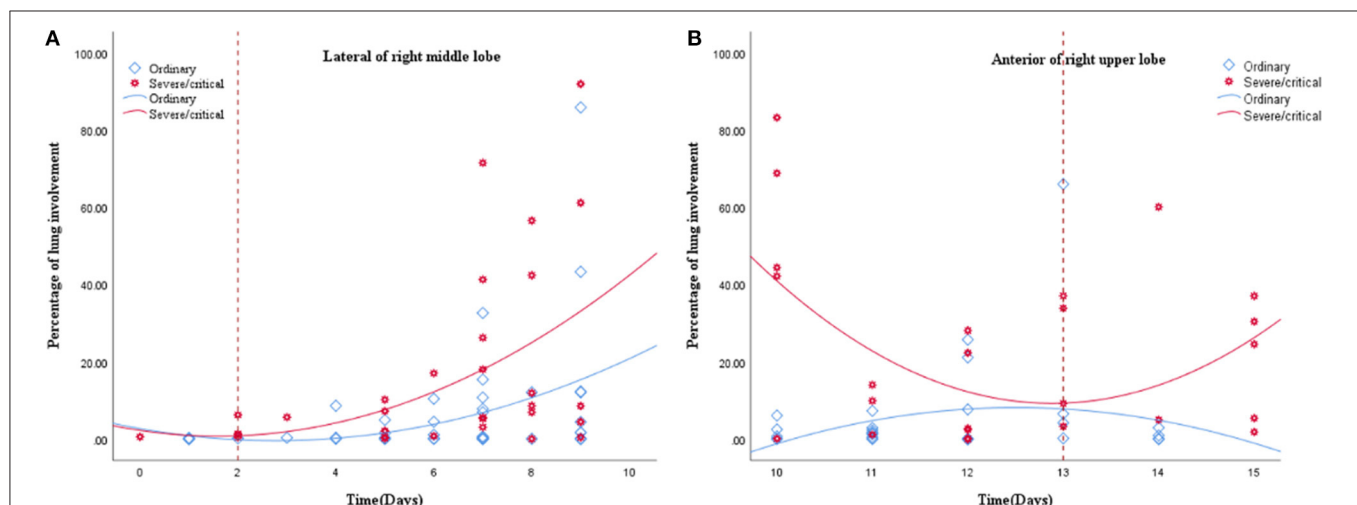 A
Lateral of right middle lobe
100.00
80.00
60.00
40.00
20.00
.00
Percentage of lung involvement
Ordinary
Severe/critical
Ordinary
Severe/critical
0 2 4 6 8 10
Time(Days)
B
Anterior of right upper lobe
100.00
80.00
60.00
40.00
20.00
.00
Percentage of lung involvement
Ordinary
Severe/critical
Ordinary
Severe/critical
10 11 12 13 14 15
Time(Days)